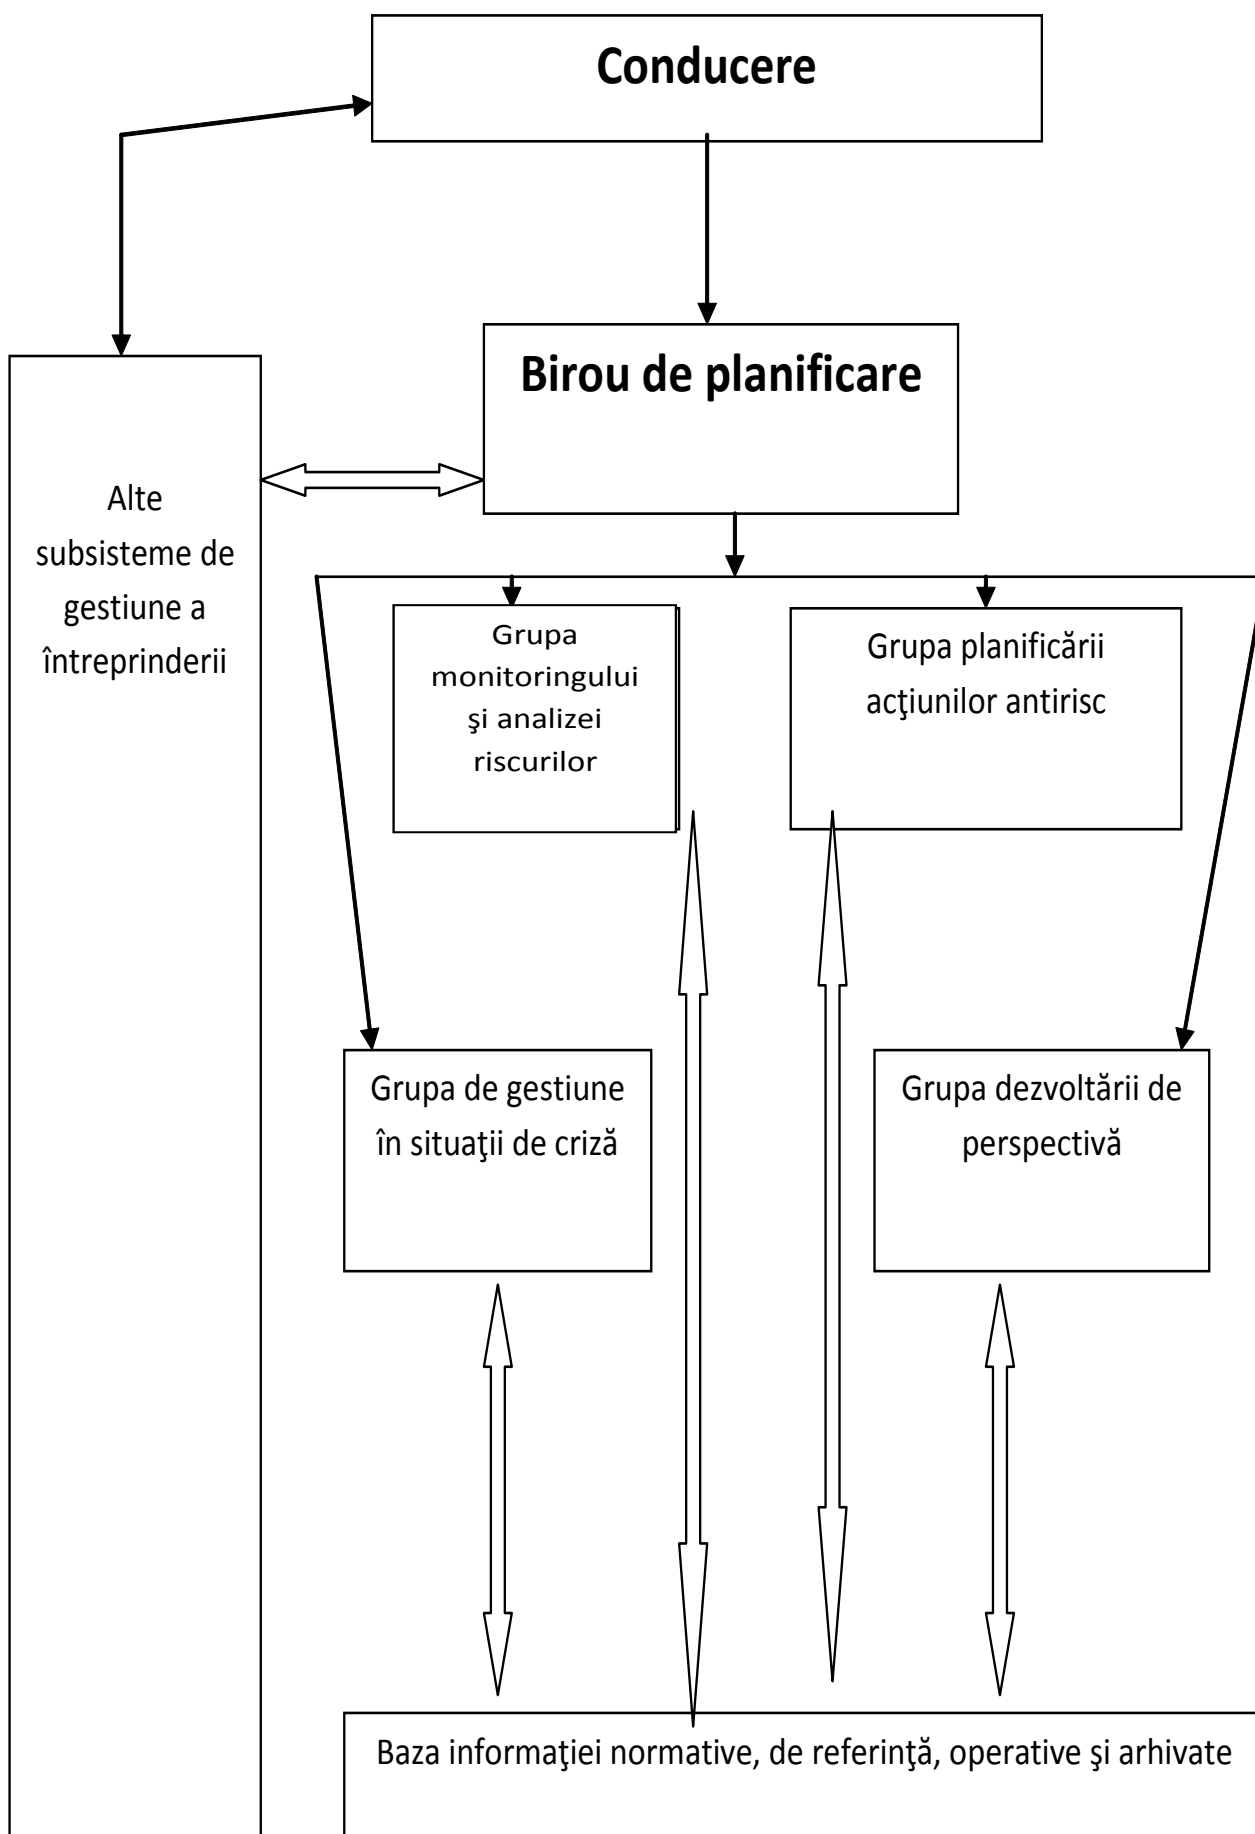 Conducere
Birou de planificare
Alte
subsisteme de
gestiune a
întreprinderii
Grupa
monitoringului
şi analizei
riscurilor
Grupa planificării
acţiunilor antirisc
Grupa de gestiune
în situaţii de criză
Grupa dezvoltării de
perspectivă
Baza informaţiei normative, de referinţă, operative şi arhivate